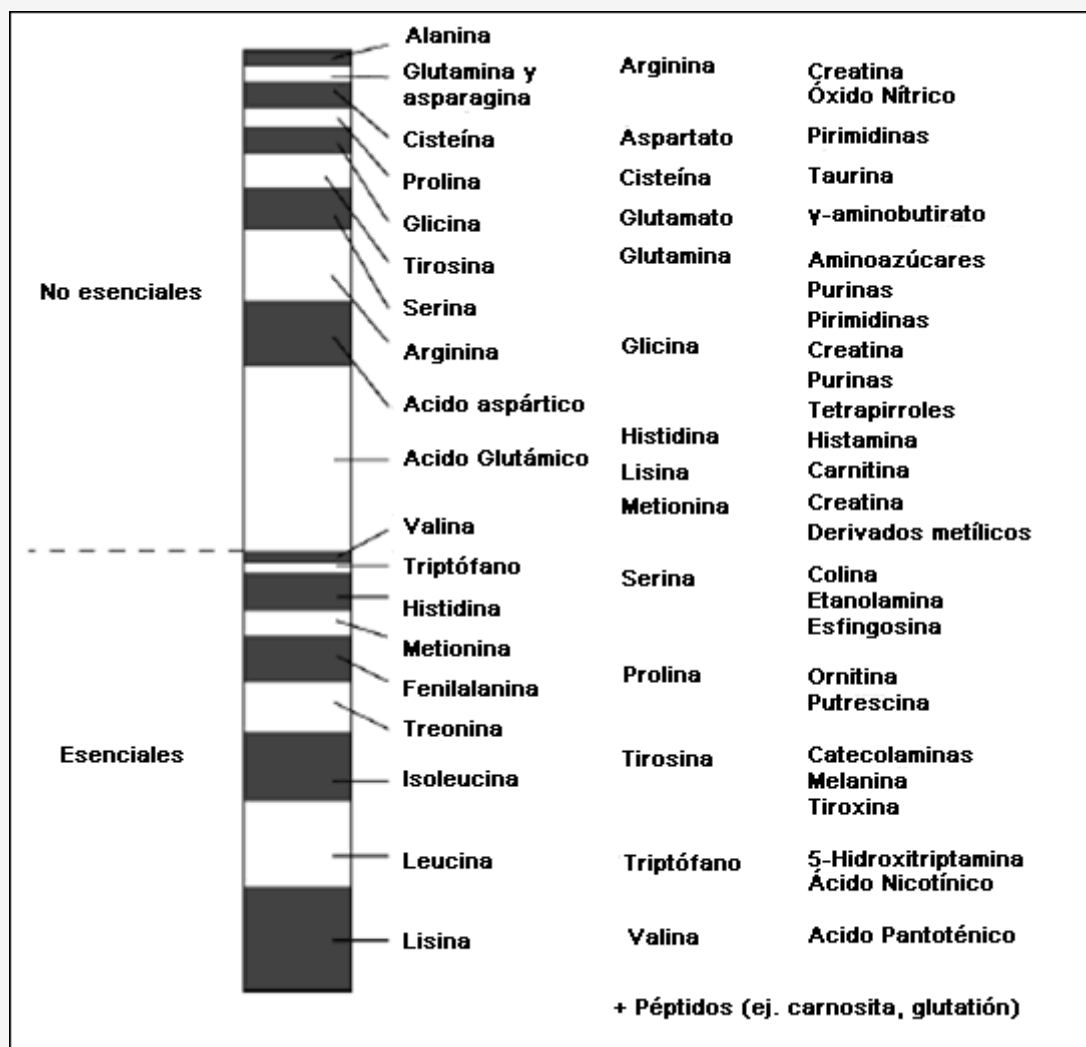 Alanina
Glutamina y
asparagina
Cisteína
Prolina
Glicina
Tirosina
Serina
Arginina
Acido aspártico
Acido Glutámico
Valina
Triptófano
Histidina
Metionina
Fenilalanina
Treonina
Isoleucina
Leucina
Lisina
No esenciales
Esenciales
Arginina Creatina
Óxido Nítrico
Aspartato Pirimidinas
Cisteína Taurina
Glutamato γ-aminobutirato
Glutamina Aminoazúcares
Purinas
Pirimidinas
Glicina Creatina
Purinas
Tetrapirroles
Histidina Histamina
Lisina Carnitina
Metionina Creatina
Derivados metílicos
Serina Colina
Etanolamina
Esfingosina
Prolina Ornitina
Putrescina
Tirosina Catecolaminas
Melanina
Tiroxina
Triptófano 5-Hidroxitriptamina
Ácido Nicotínico
Valina Acido Pantoténico
+ Péptidos (ej. carnosita, glutatión)